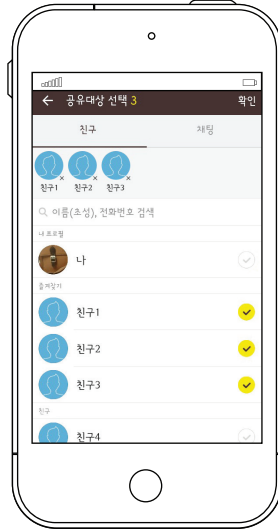 공유대상 선택 3 확인
친구 채팅
친구1 친구2 친구3
이름(초성), 전화번호 검색
내 프로필
나
즐겨찾기
친구1
친구2
친구3
친구
친구4